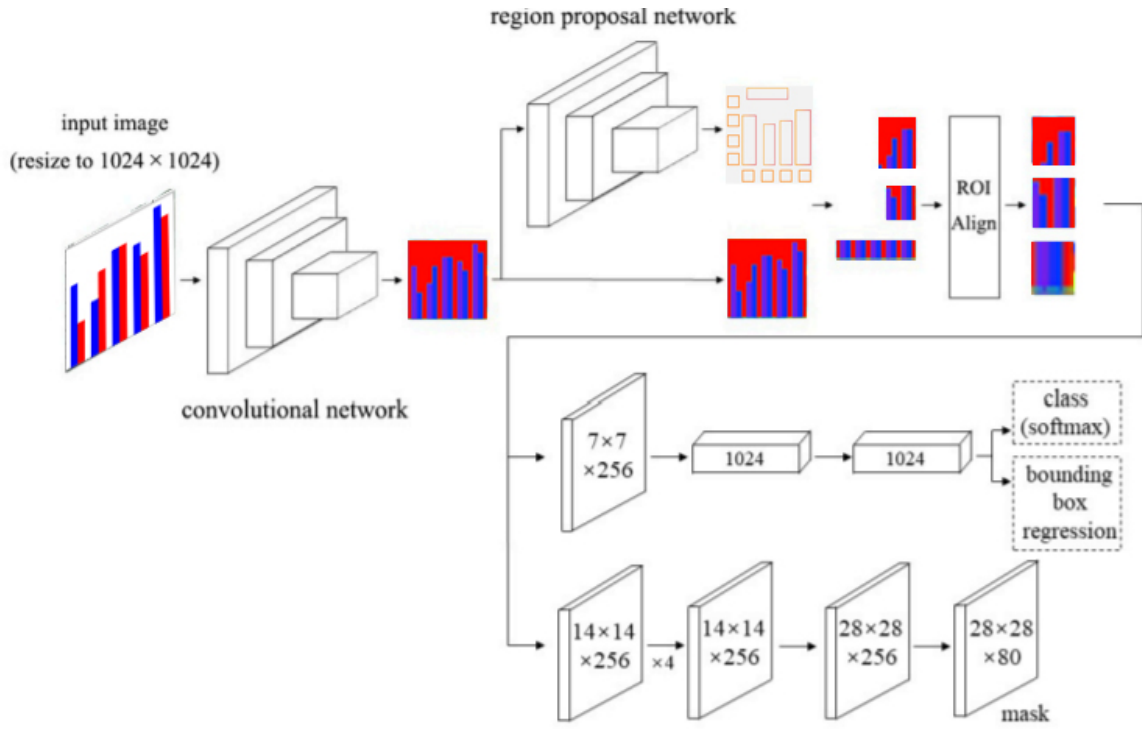 region proposal network
input image
(resize to 1024 × 1024)
ROI
Align
convolutional network
7×7
×256
1024
1024
class
(softmax)
bounding
box
regression
14×14
×256
×4
14×14
×256
28×28
×256
28×28
×80
mask